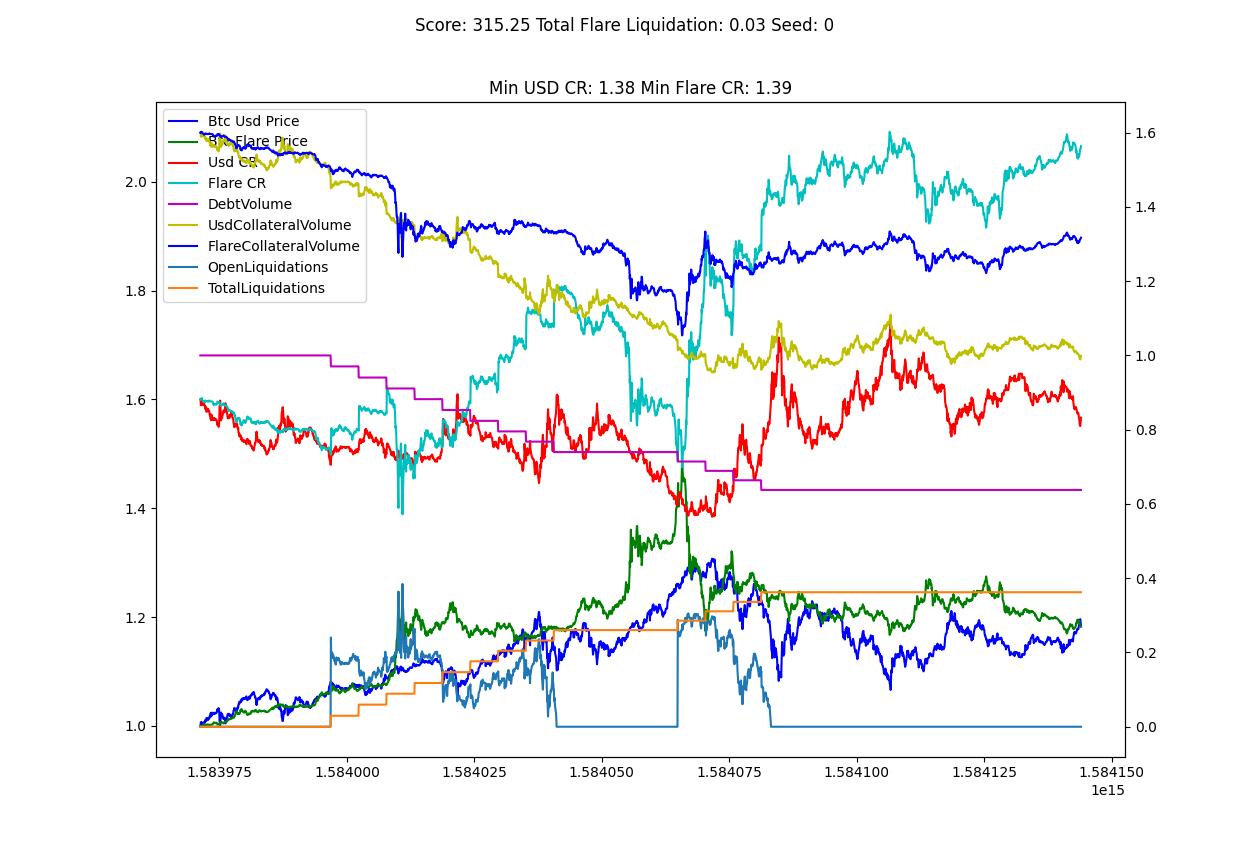 Score: 315.25 Total Flare Liquidation: 0.03 Seed: 0
Min USD CR: 1.38 Min Flare CR: 1.39
Btc Usd Price
Btc Flare Price
Usd CR
Flare CR
DebtVolume
UsdCollateralVolume
FlareCollateralVolume
OpenLiquidations
TotalLiquidations
2.0
1.8
1.6
1.4
1.2
1.0
1.6
1.4
1.2
1.0
0.8
0.6
0.4
0.2
0.0
1.583975 1.584000 1.584025 1.584050 1.584075 1.584100 1.584125 1.584150
1e15